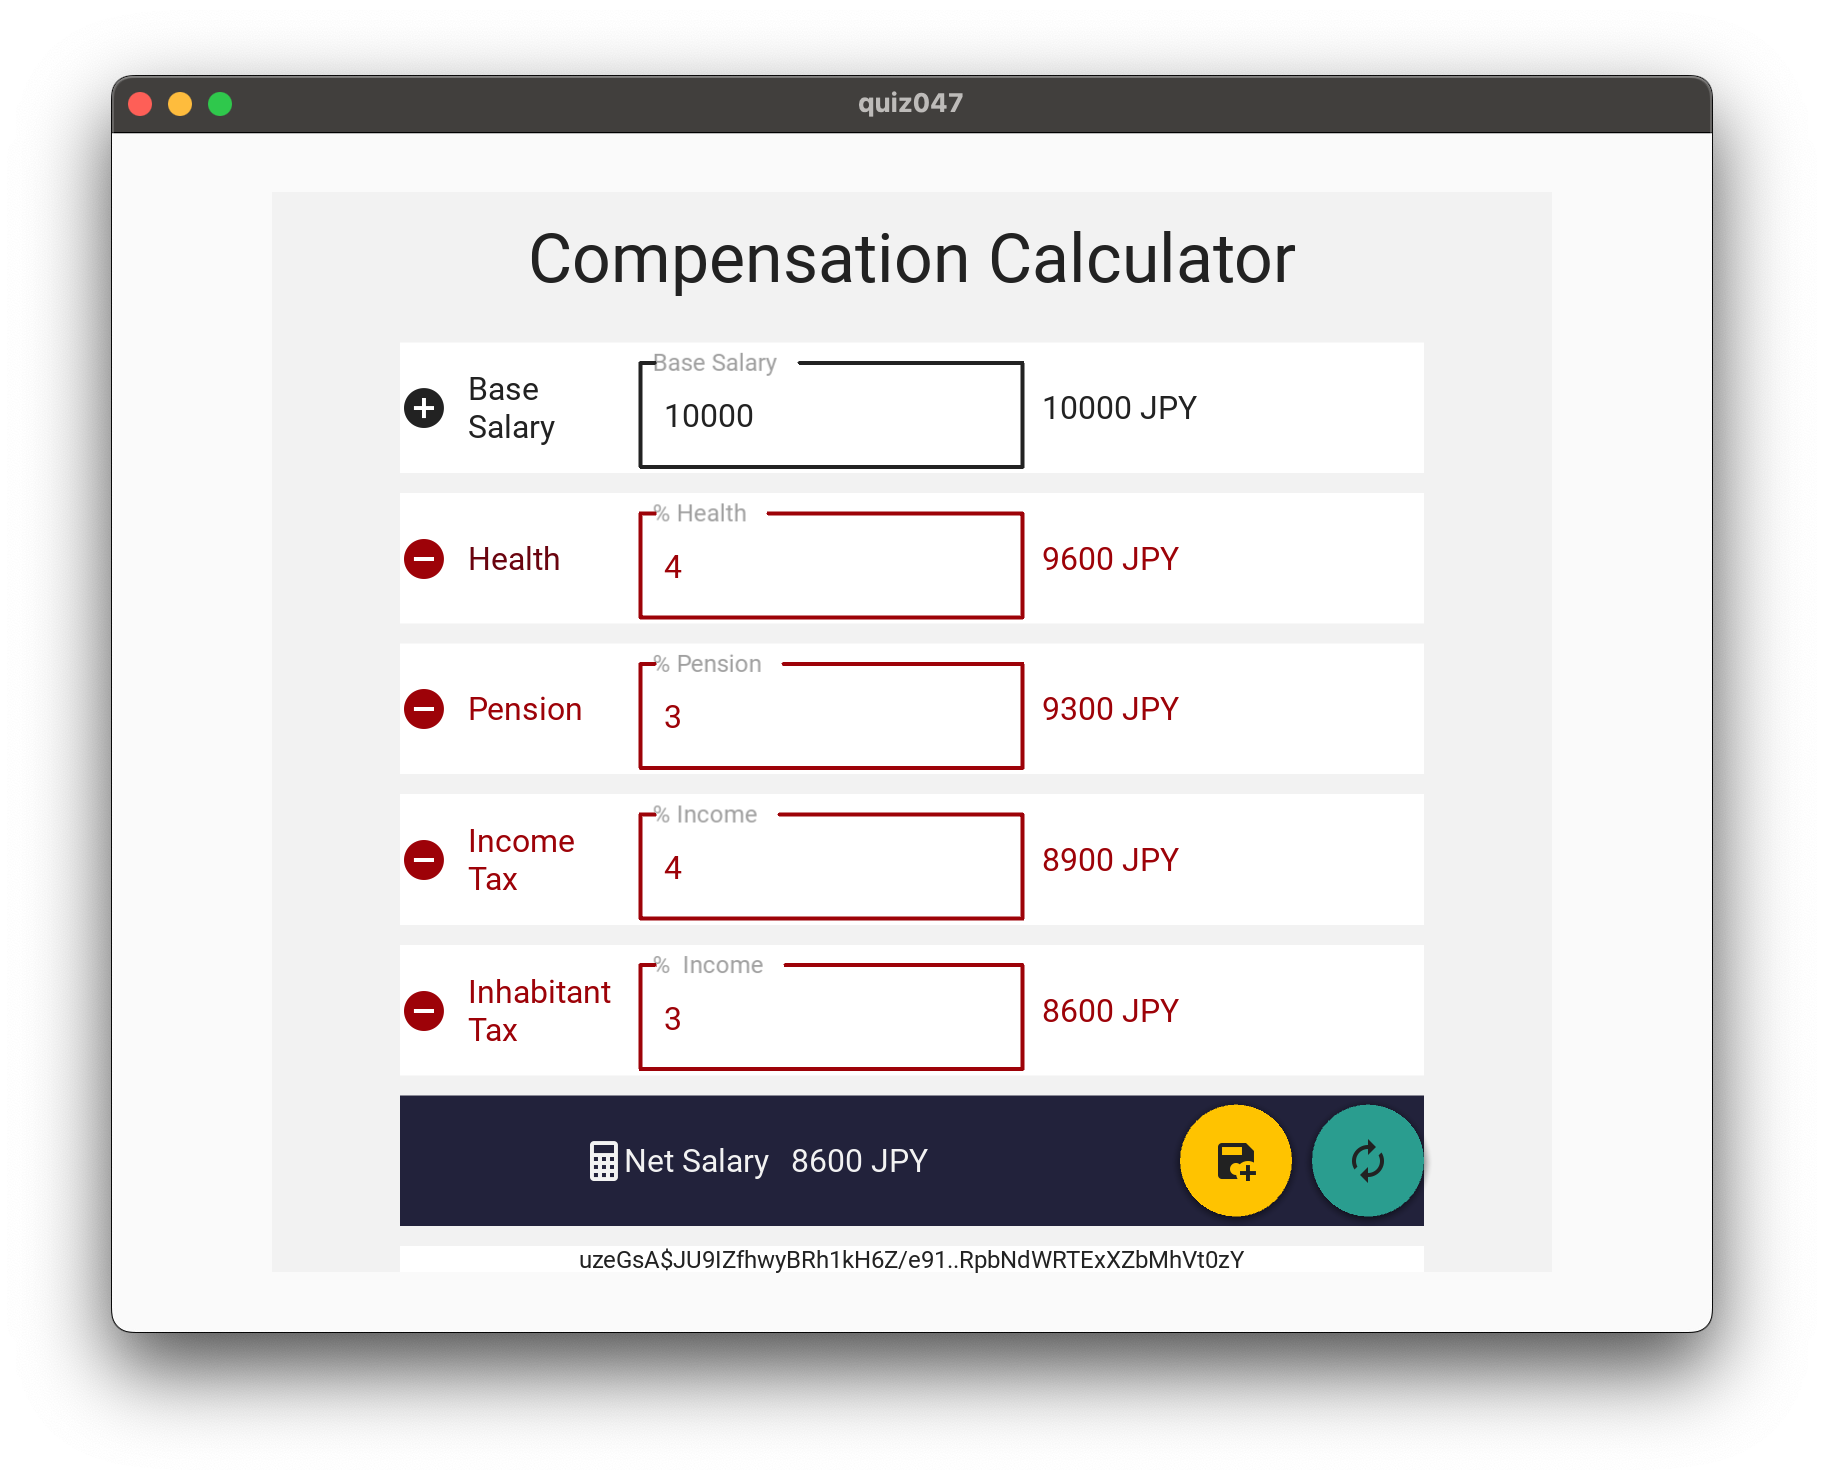 quiz047
Compensation Calculator
Base Salary
Base Salary
10000
10000 JPY
% Health
Health
4
9600 JPY
% Pension
Pension
3
9300 JPY
% Income
Income
Tax
4
8900 JPY
% Income
Inhabitant
Tax
3
8600 JPY
Net Salary 8600 JPY
uzeGsA$JU9IZfhwyBRh1kH6Z/e91..RpbNdWRTExXZbMhVt0zY